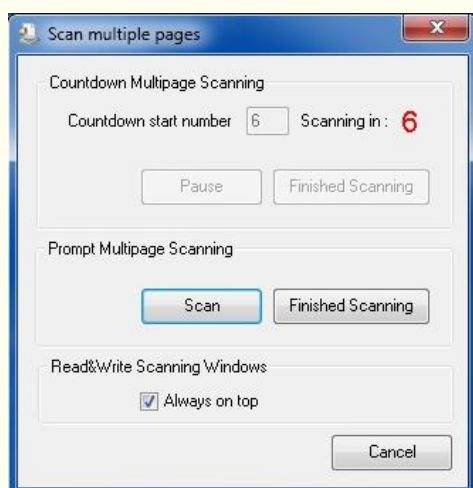 Scan multiple pages
Countdown Multipage Scanning
Countdown start number 6 Scanning in : 6
Pause Finished Scanning
Prompt Multipage Scanning
Scan Finished Scanning
Read&Write Scanning Windows
Always on top
Cancel